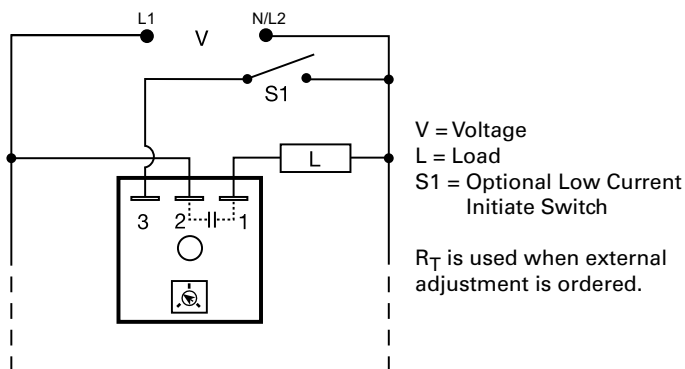 L1
V
N/L2
S1
L
3
2
1
V = Voltage
L = Load
S1 = Optional Low Current
Initiate Switch
RT is used when external
adjustment is ordered.